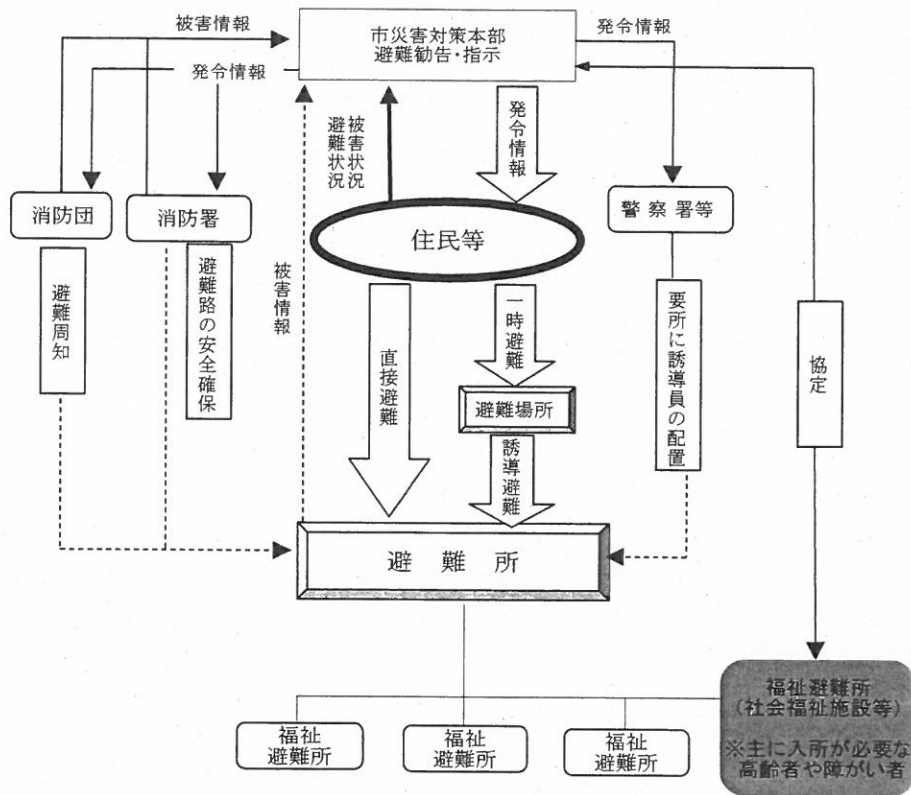 被害情報
市災害対策本部
避難勧告・指示
発令情報
発令情報
被害状況
避難状況
発令情報
消防団
消防署
住民等
警察署等
避難周知
避難路の安全確保
被害情報
直接避難
一時避難
避難場所
誘導避難
要所に誘導員の配置
協定
避難所
福祉避難所
(社会福祉施設等)
※主に入所が必要な
高齢者や障がい者
福祉
避難所
福祉
避難所
福祉
避難所